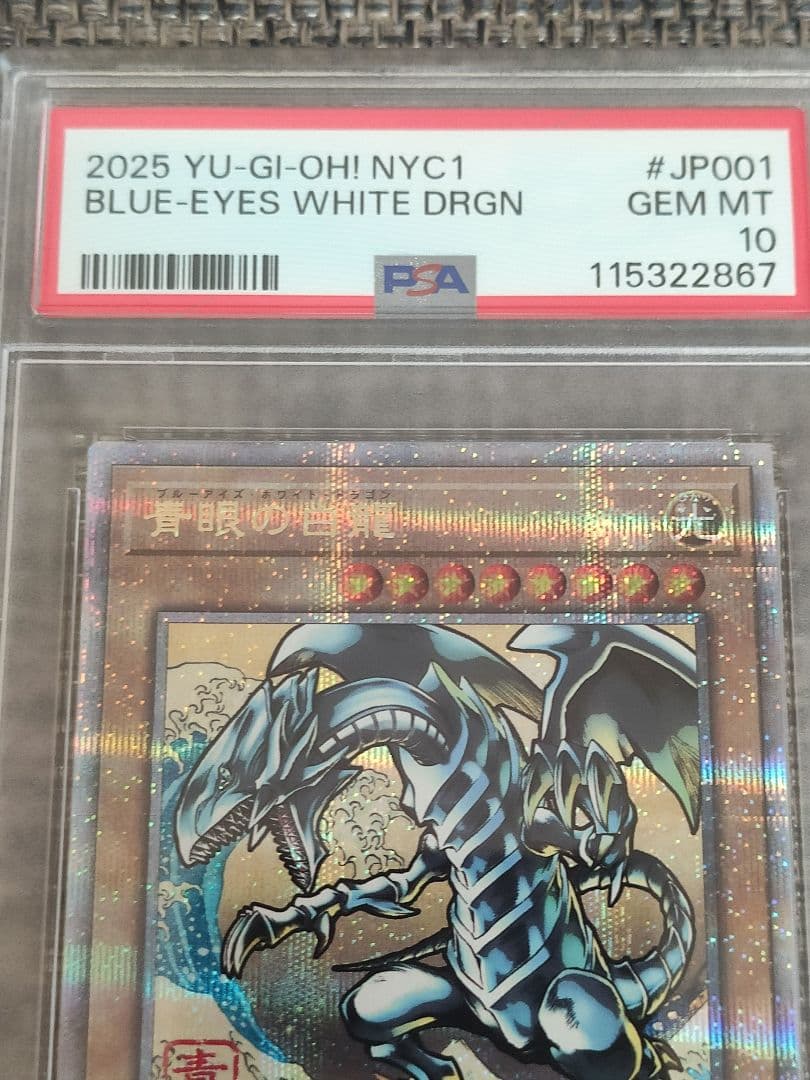 2025 YU-GI-OH! NYC1 #JP001
BLUE-EYES WHITE DRGN GEM MT
10
PSA 115322867
ブルーアイズ・ホワイト・ドラゴン
青眼の白龍
光
青